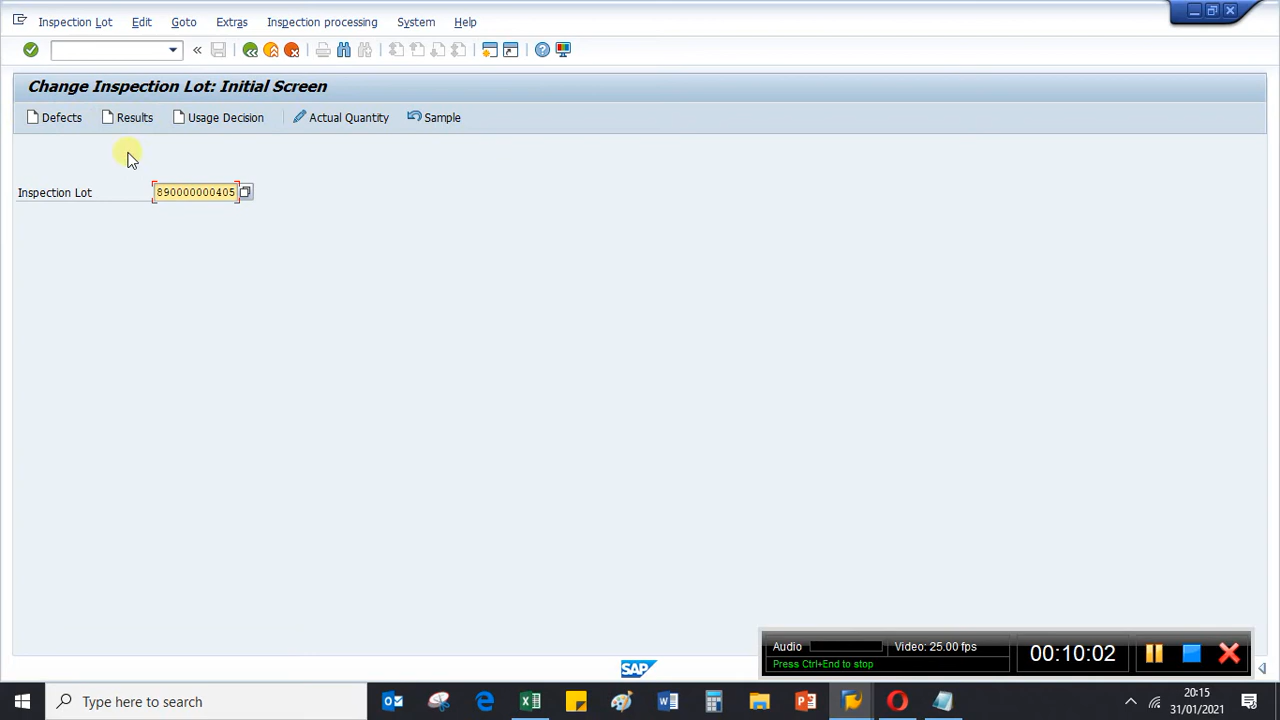 Inspection Lot Edit Goto Extras Inspection processing System Help
Change Inspection Lot: Initial Screen
Defects Results Usage Decision Actual Quantity Sample
Inspection Lot 890000000405
Audio Video: 25.00 fps
Press Ctrl+End to stop
00:10:02
SAP
Type here to search
20:15
31/01/2021